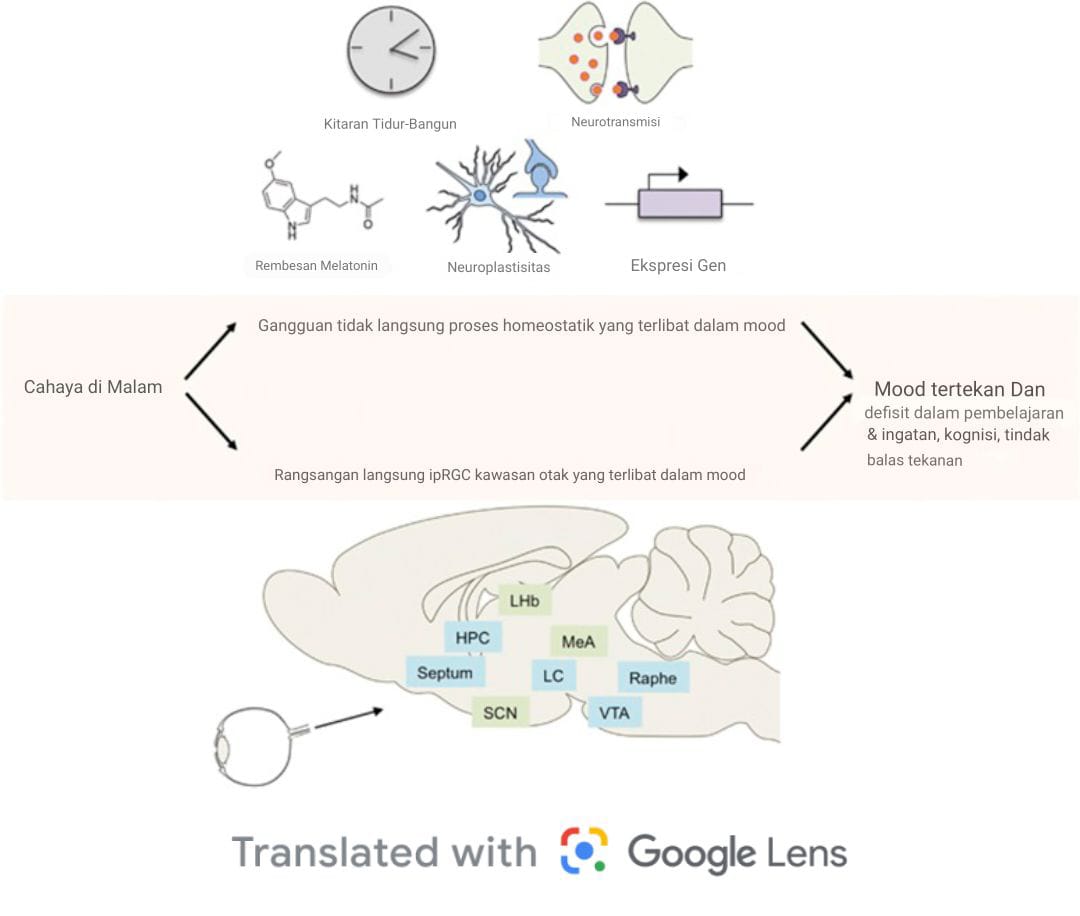 Kitaran Tidur-Bangun
Neurotransmisi
O
H
N
N
H
O
Rembesan Melatonin
Neuroplastisitas
Ekspresi Gen
Gangguan tidak langsung proses homeostatik yang terlibat dalam mood
Cahaya di Malam
Mood tertekan Dan
defisit dalam pembelajaran
& ingatan, kognisi, tindak
balas tekanan
Rangsangan langsung ipRGC kawasan otak yang terlibat dalam mood
LHb
HPC
MeA
Septum
LC
Raphe
SCN
VTA
Translated with Google Lens